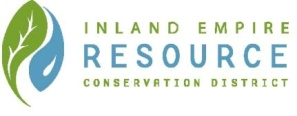 INLAND EMPIRE
RESOURCE
CONSERVATION DISTRICT